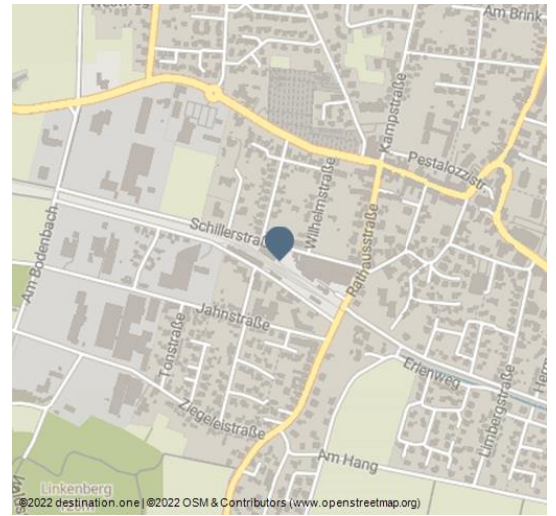 Am Brink
Kampstraße
Pestalozzistr.
Wilhelmstraße
Schillerstraße
Rathausstraße
Am Bodenbach
Jahnstraße
Tonstraße
Erlenweg
Limbergstraße
Ziegeleistraße
Am Hang
Linkenberg
©2022 destination.one | ©2022 OSM & Contributors (www.openstreetmap.org)